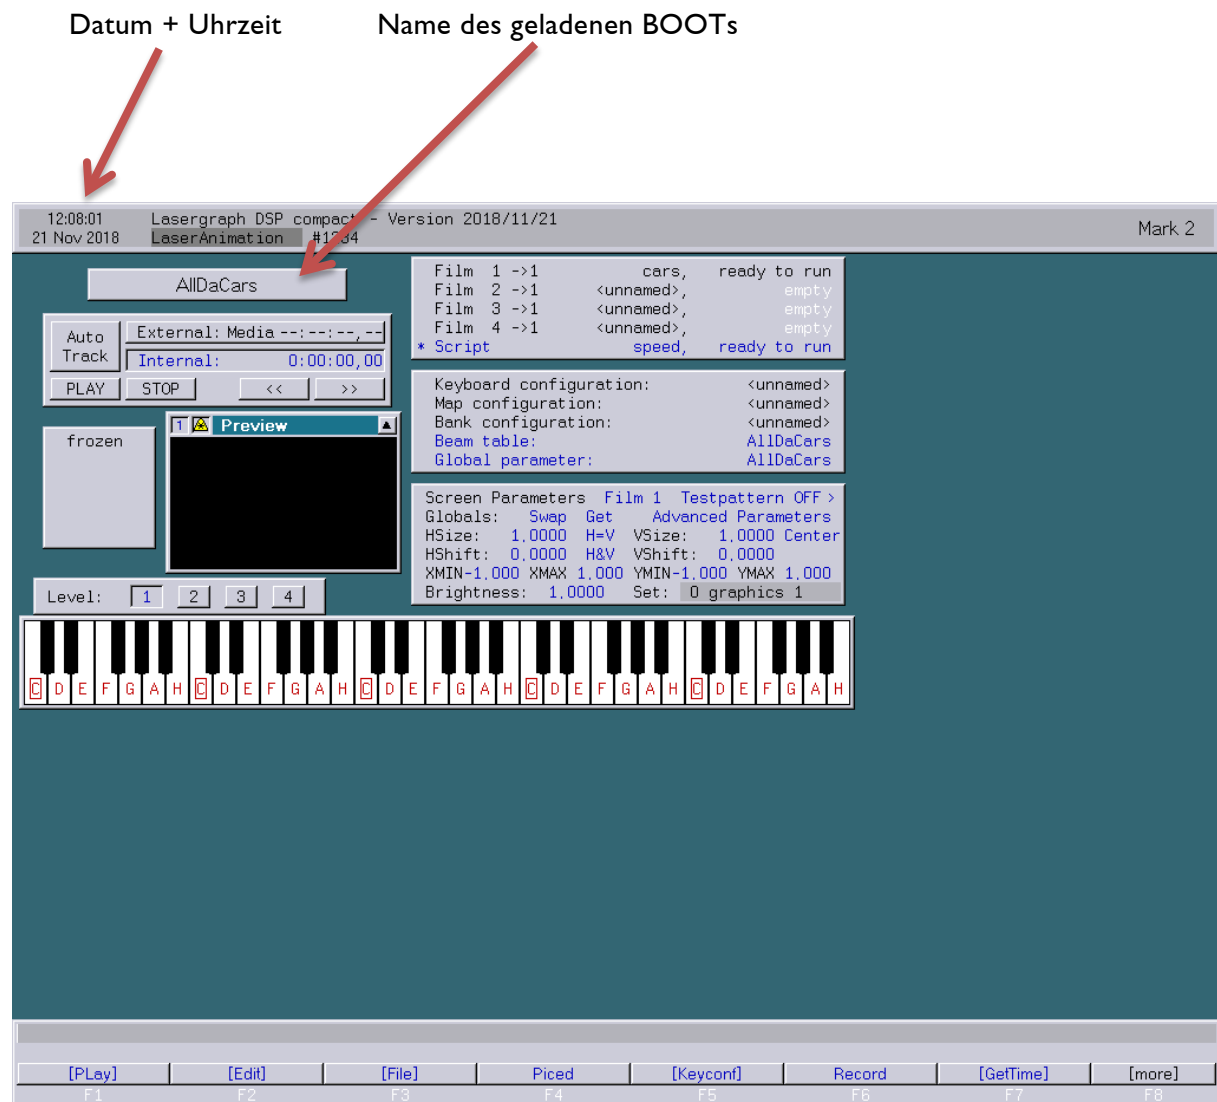 Datum + Uhrzeit
Name des geladenen BOOTs
12:08:01 Lasergraph DSP compact - Version 2018/11/21
21 Nov 2018 LaserAnimation #1234
Mark 2
AllDaCars
Auto Track
External: Media --:--:--,--
Internal: 0:00:00,00
PLAY STOP << >>
frozen
1 Preview
Level: 1 2 3 4
Film 1 ->1 cars, ready to run
Film 2 ->1 <unnamed>, empty
Film 3 ->1 <unnamed>, empty
Film 4 ->1 <unnamed>, empty
* Script speed, ready to run
Keyboard configuration: <unnamed>
Map configuration: <unnamed>
Bank configuration: <unnamed>
Beam table: AllDaCars
Global parameter: AllDaCars
Screen Parameters Film 1 Testpattern OFF >
Globals: Swap Get Advanced Parameters
HSize: 1,0000 H=V VSize: 1,0000 Center
HShift: 0,0000 H&V VShift: 0,0000
XMIN-1,000 XMAX 1,000 YMIN-1,000 YMAX 1,000
Brightness: 1,0000 Set: 0 graphics 1
C D E F G A H C D E F G A H C D E F G A H C D E F G A H C D E F G A H
[PLay] [Edit] [File] Piced [Keyconf] Record [GetTime] [more]
F1 F2 F3 F4 F5 F6 F7 F8